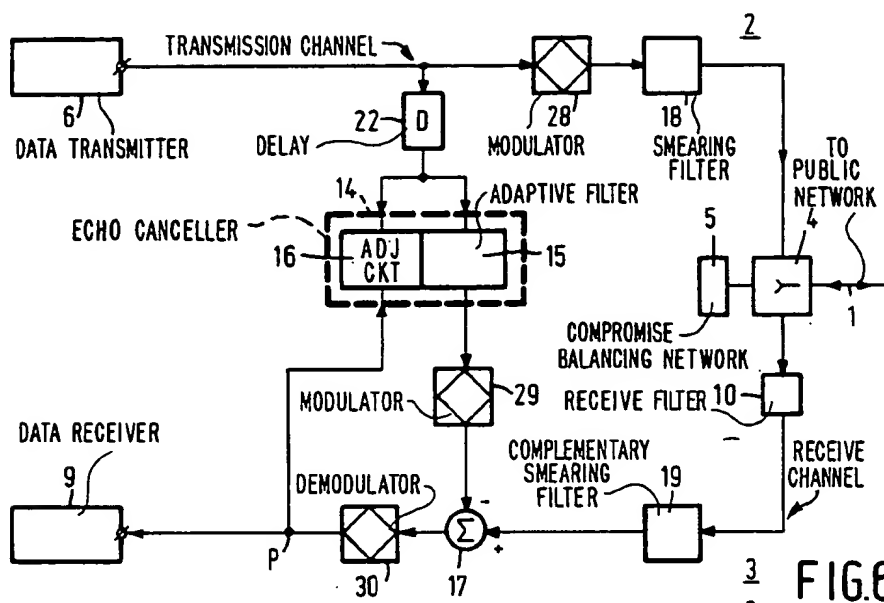 TRANSMISSION CHANNEL
2
6
DATA TRANSMITTER
22
D
DELAY
28
MODULATOR
18
SMEARING
FILTER
TO
PUBLIC
NETWORK
14
ADAPTIVE FILTER
ECHO CANCELLER
16
ADJ
CKT
15
5
4
1
COMPROMISE
BALANCING NETWORK
MODULATOR
29
RECEIVE FILTER
10
DATA RECEIVER
9
DEMODULATOR
COMPLEMENTARY
SMEARING
FILTER
19
RECEIVE
CHANNEL
-
Σ
+
P
30
17
3
FIG.6